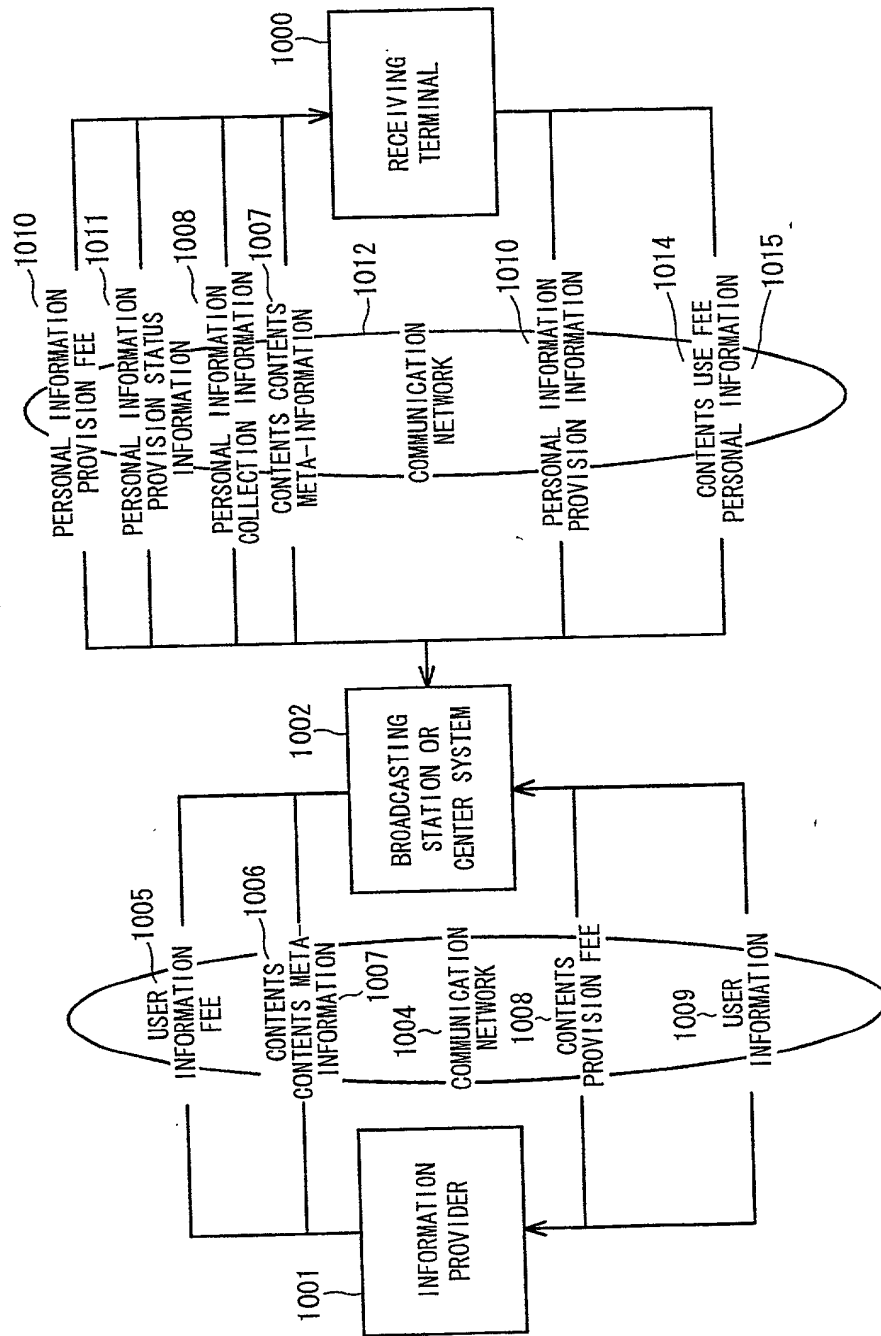 1001
INFORMATION
PROVIDER
1005
USER
INFORMATION
FEE
1006
CONTENTS
CONTENTS META-
INFORMATION
1007
1004
COMMUNICATION
NETWORK
1008
CONTENTS
PROVISION FEE
1009
USER
INFORMATION
1002
BROADCASTING
STATION OR
CENTER SYSTEM
1010
PERSONAL INFORMATION
PROVISION FEE
1011
PERSONAL INFORMATION
PROVISION STATUS
INFORMATION
1008
PERSONAL INFORMATION
COLLECTION INFORMATION
1007
CONTENTS CONTENTS
META-INFORMATION
1012
COMMUNICATION
NETWORK
1010
PERSONAL INFORMATION
PROVISION INFORMATION
1014
CONTENTS USE FEE
PERSONAL INFORMATION
1015
1000
RECEIVING
TERMINAL